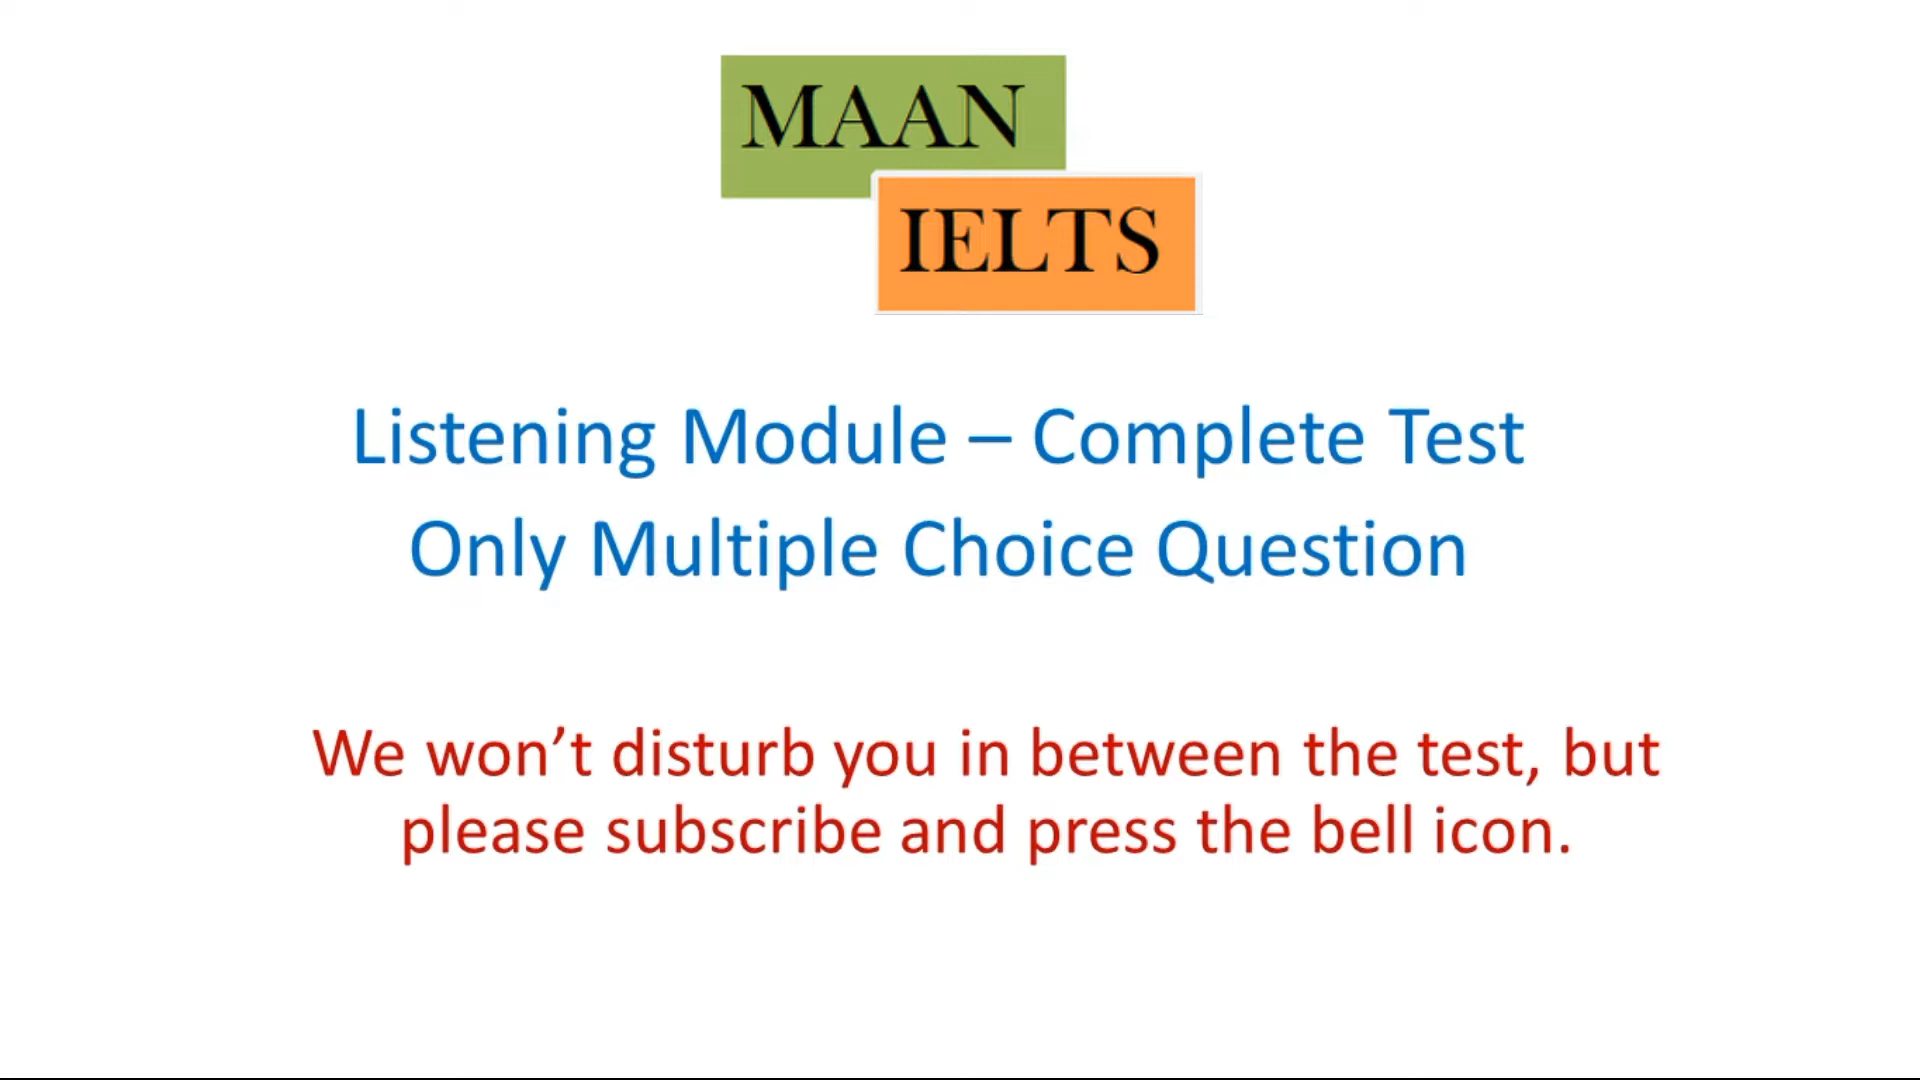 MAAN
IELTS
Listening Module – Complete Test
Only Multiple Choice Question
We won’t disturb you in between the test, but
please subscribe and press the bell icon.